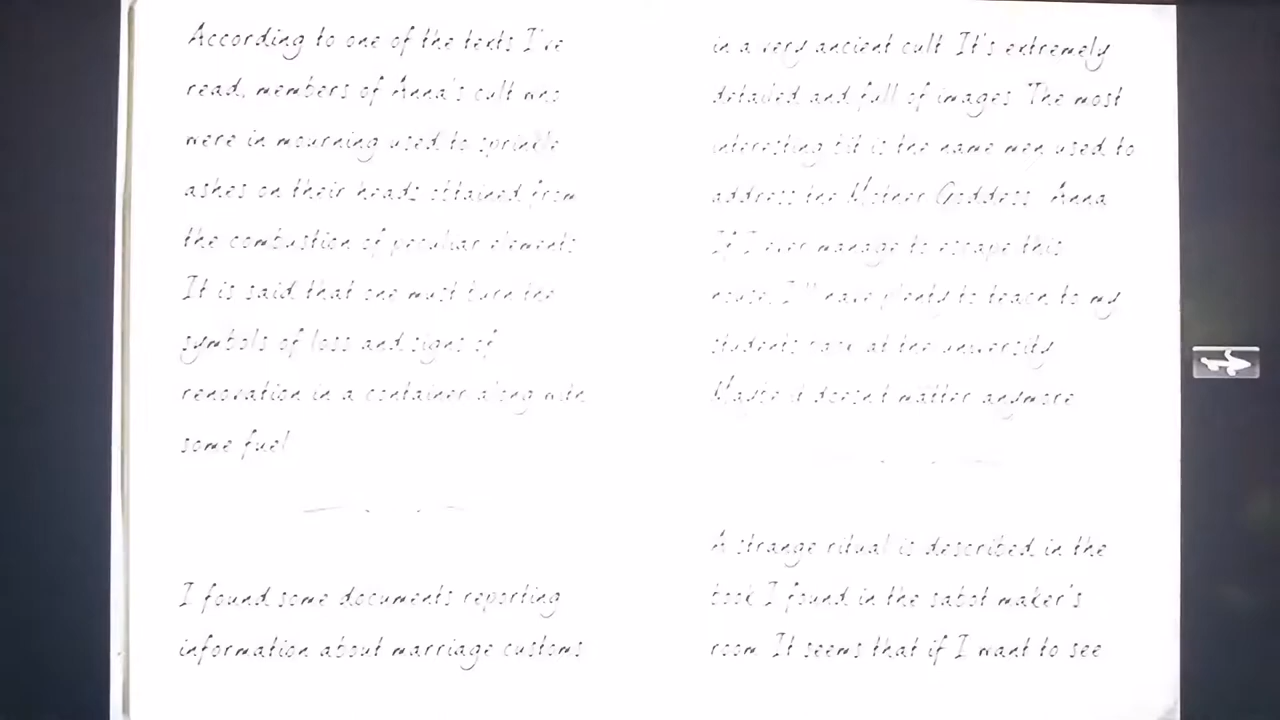 According to one of the texts I've
read, members of Anna's cult who
were in mourning used to sprinkle
ashes on their heads obtained from
the combustion of peculiar elements
It is said that one must turn the
symbols of loss and signs of
renovation in a container along with
some fuel
I found some documents reporting
information about marriage customs
in a very ancient cult It's extremely
detailed and full of images The most
interesting bit is the name men used to
address the Mother Goddess Anna
If I ever manage to escape this
house, I'll have plenty to teach to my
students back at the university
Maybe it doesn't matter anymore
A strange ritual is described in the
book I found in the sabot maker's
room It seems that if I want to see